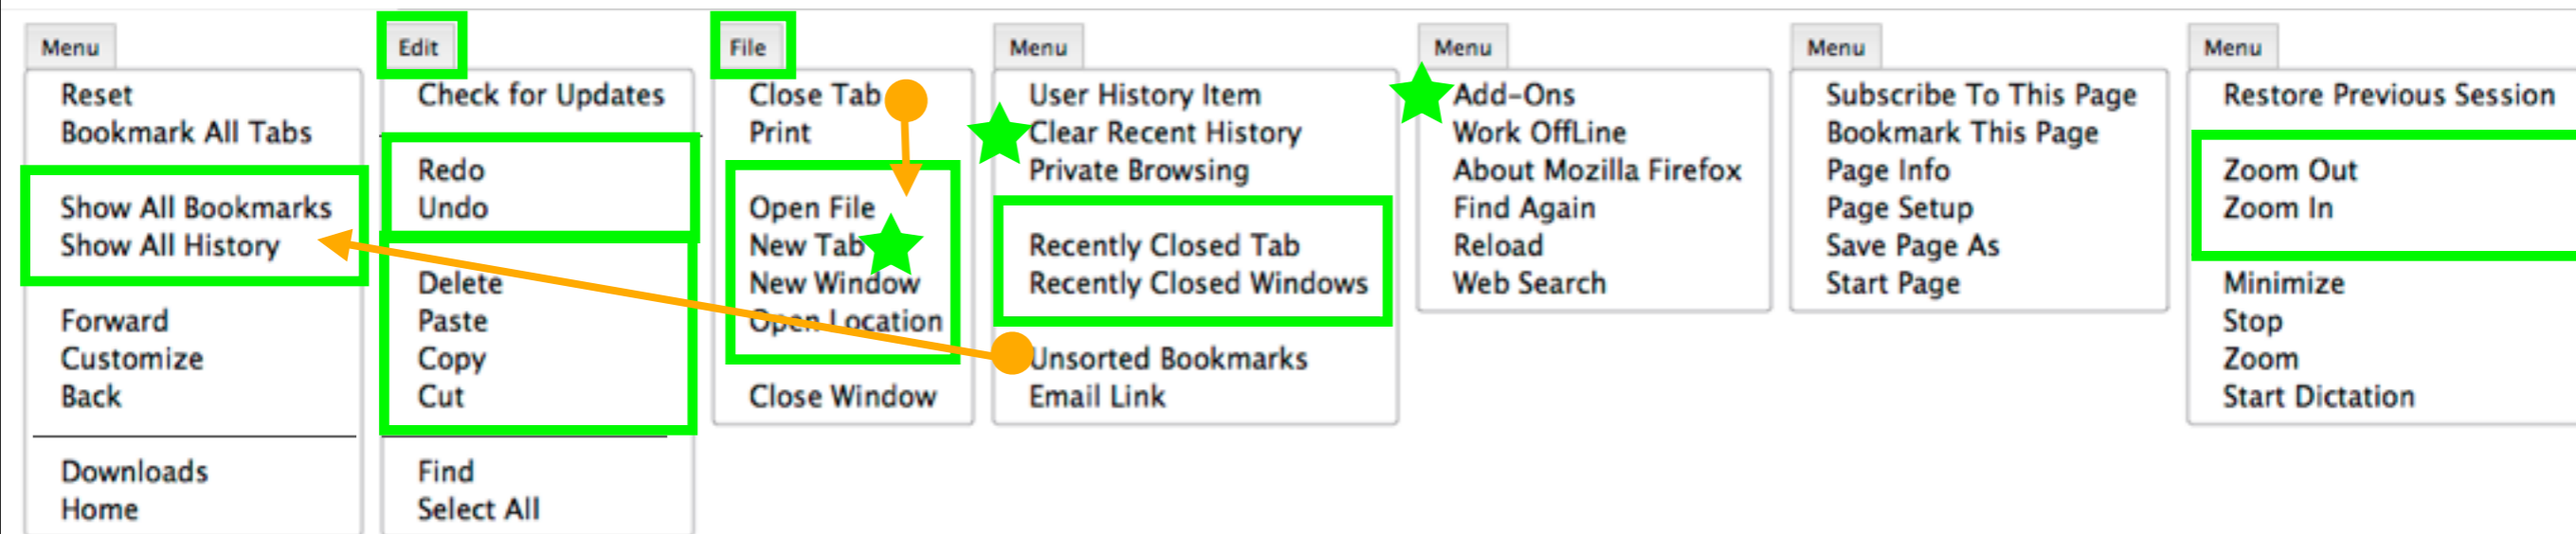 Menu
Reset
Bookmark All Tabs
Show All Bookmarks
Show All History
Forward
Customize
Back
Downloads
Home
Edit
Check for Updates
Redo
Undo
Delete
Paste
Copy
Cut
Find
Select All
File
Close Tab
Print
Open File
New Tab
New Window
Open Location
Close Window
Menu
User History Item
Clear Recent History
Private Browsing
Recently Closed Tab
Recently Closed Windows
Unsorted Bookmarks
Email Link
Menu
Add-Ons
Work OffLine
About Mozilla Firefox
Find Again
Reload
Web Search
Menu
Subscribe To This Page
Bookmark This Page
Page Info
Page Setup
Save Page As
Start Page
Menu
Restore Previous Session
Zoom Out
Zoom In
Minimize
Stop
Zoom
Start Dictation